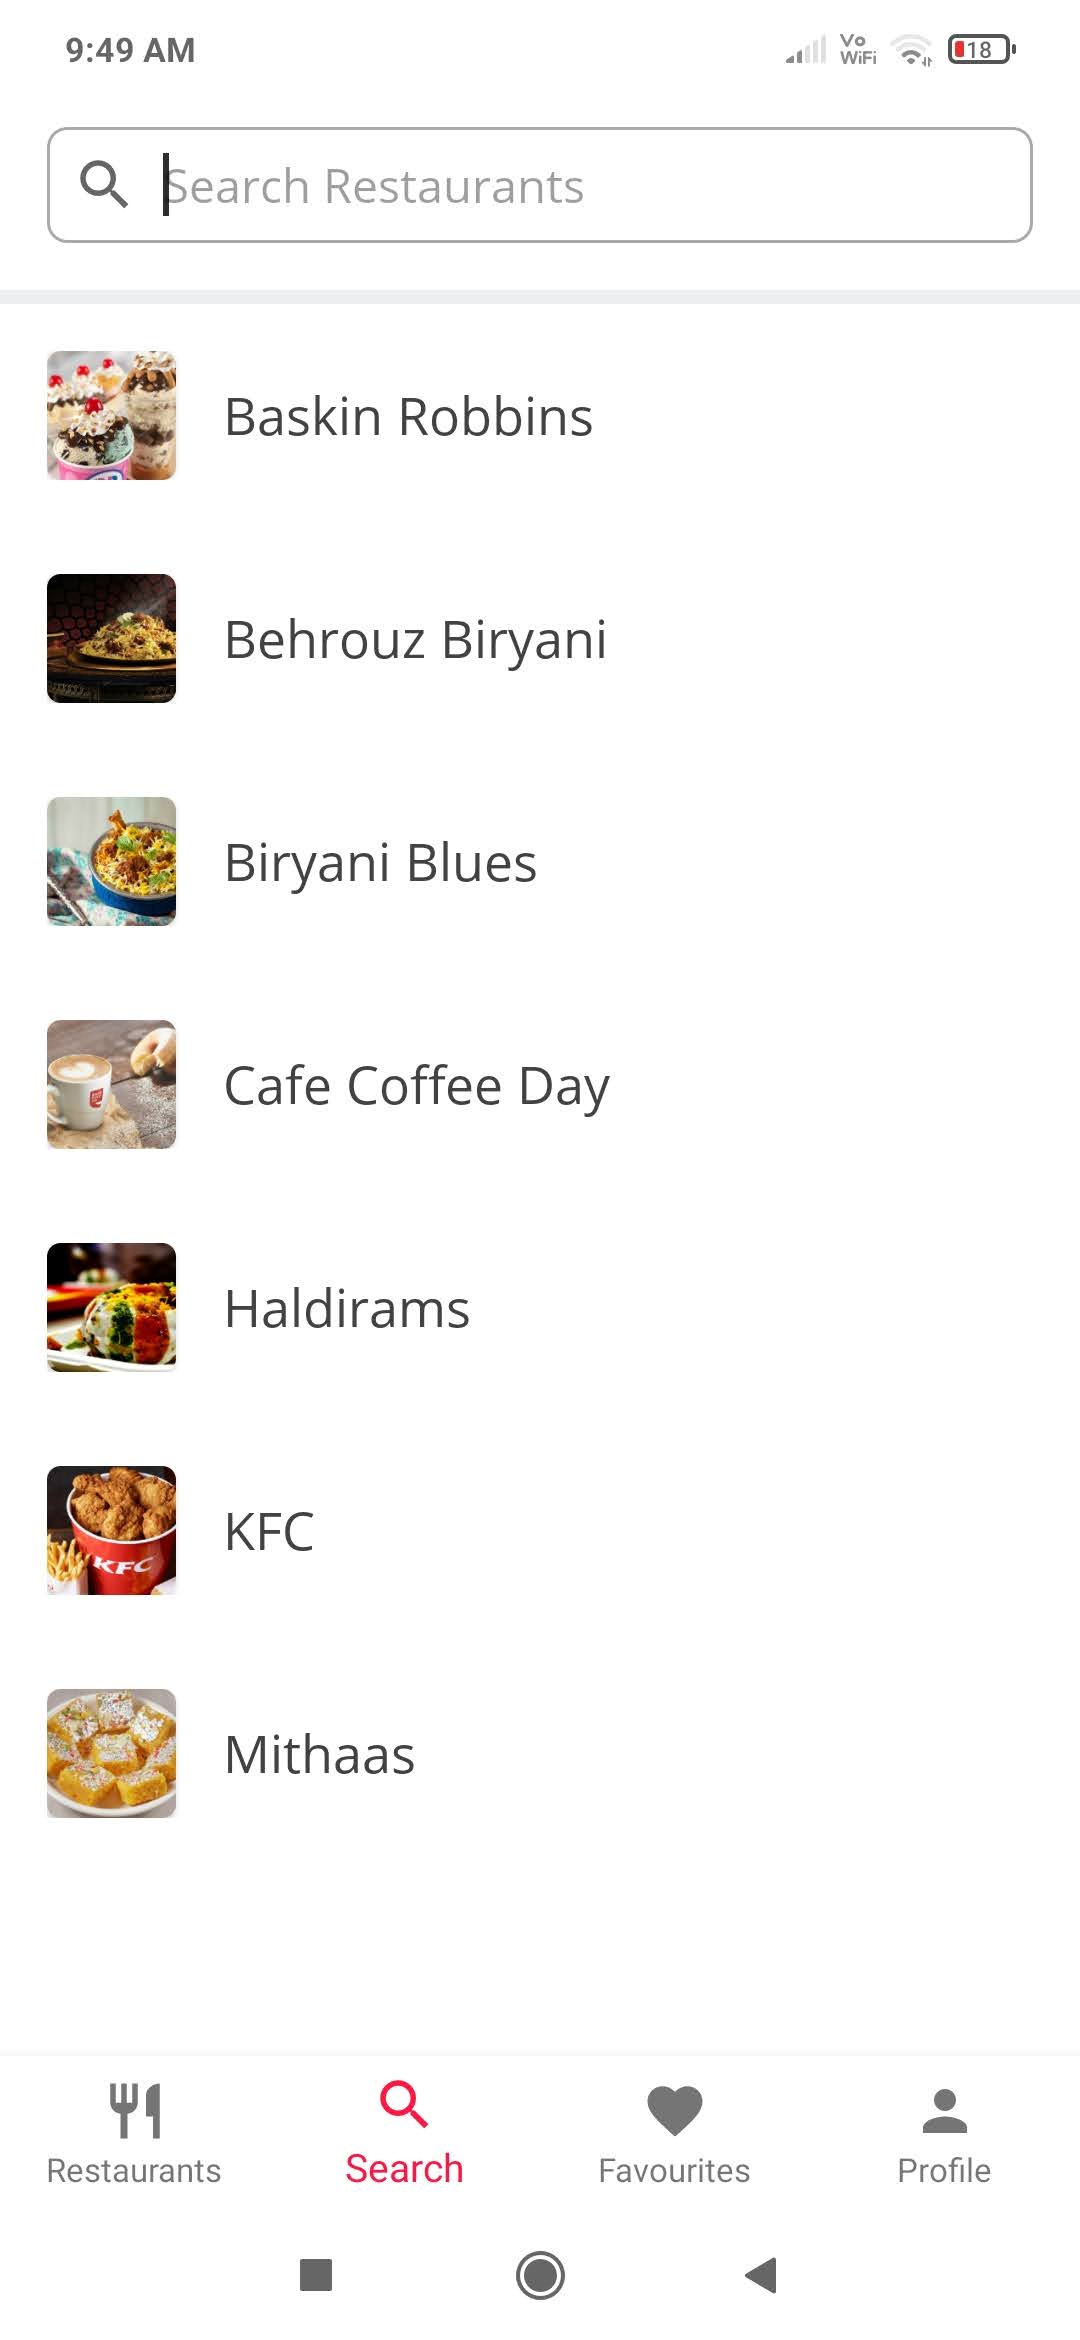 9:49 AM
Vo
WiFi
18
Search Restaurants
Baskin Robbins
Behrouz Biryani
Biryani Blues
Cafe Coffee Day
Haldirams
KFC
KFC
Mithaas
Restaurants
Search
Favourites
Profile